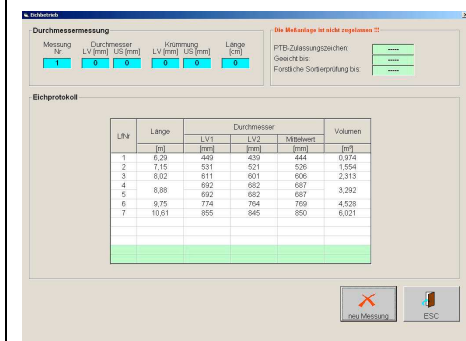 Eichbetrieb
Durchmessermessung
Die Meßanlage ist nicht zugelassen !!!
Messung Durchmesser Krümmung Länge
Nr. LV [mm] US [mm] LV [mm] US [mm] [cm]
1 0 0 0 0 0
PTB-Zulassungszeichen: -----
Geeicht bis: -----
Forstliche Sortierprüfung bis: -----
Eichprotokoll
LfNr Länge Durchmesser Volumen
LV1 LV2 Mittelwert
[m] [mm] [mm] [mm] [m³]
1 6,29 449 439 444 0,974
2 7,15 531 521 526 1,554
3 8,02 611 601 606 2,313
4 692 682 687
8,88 3,292
5 692 682 687
6 9,75 774 764 769 4,528
7 10,61 855 845 850 6,021
neu Messung ESC